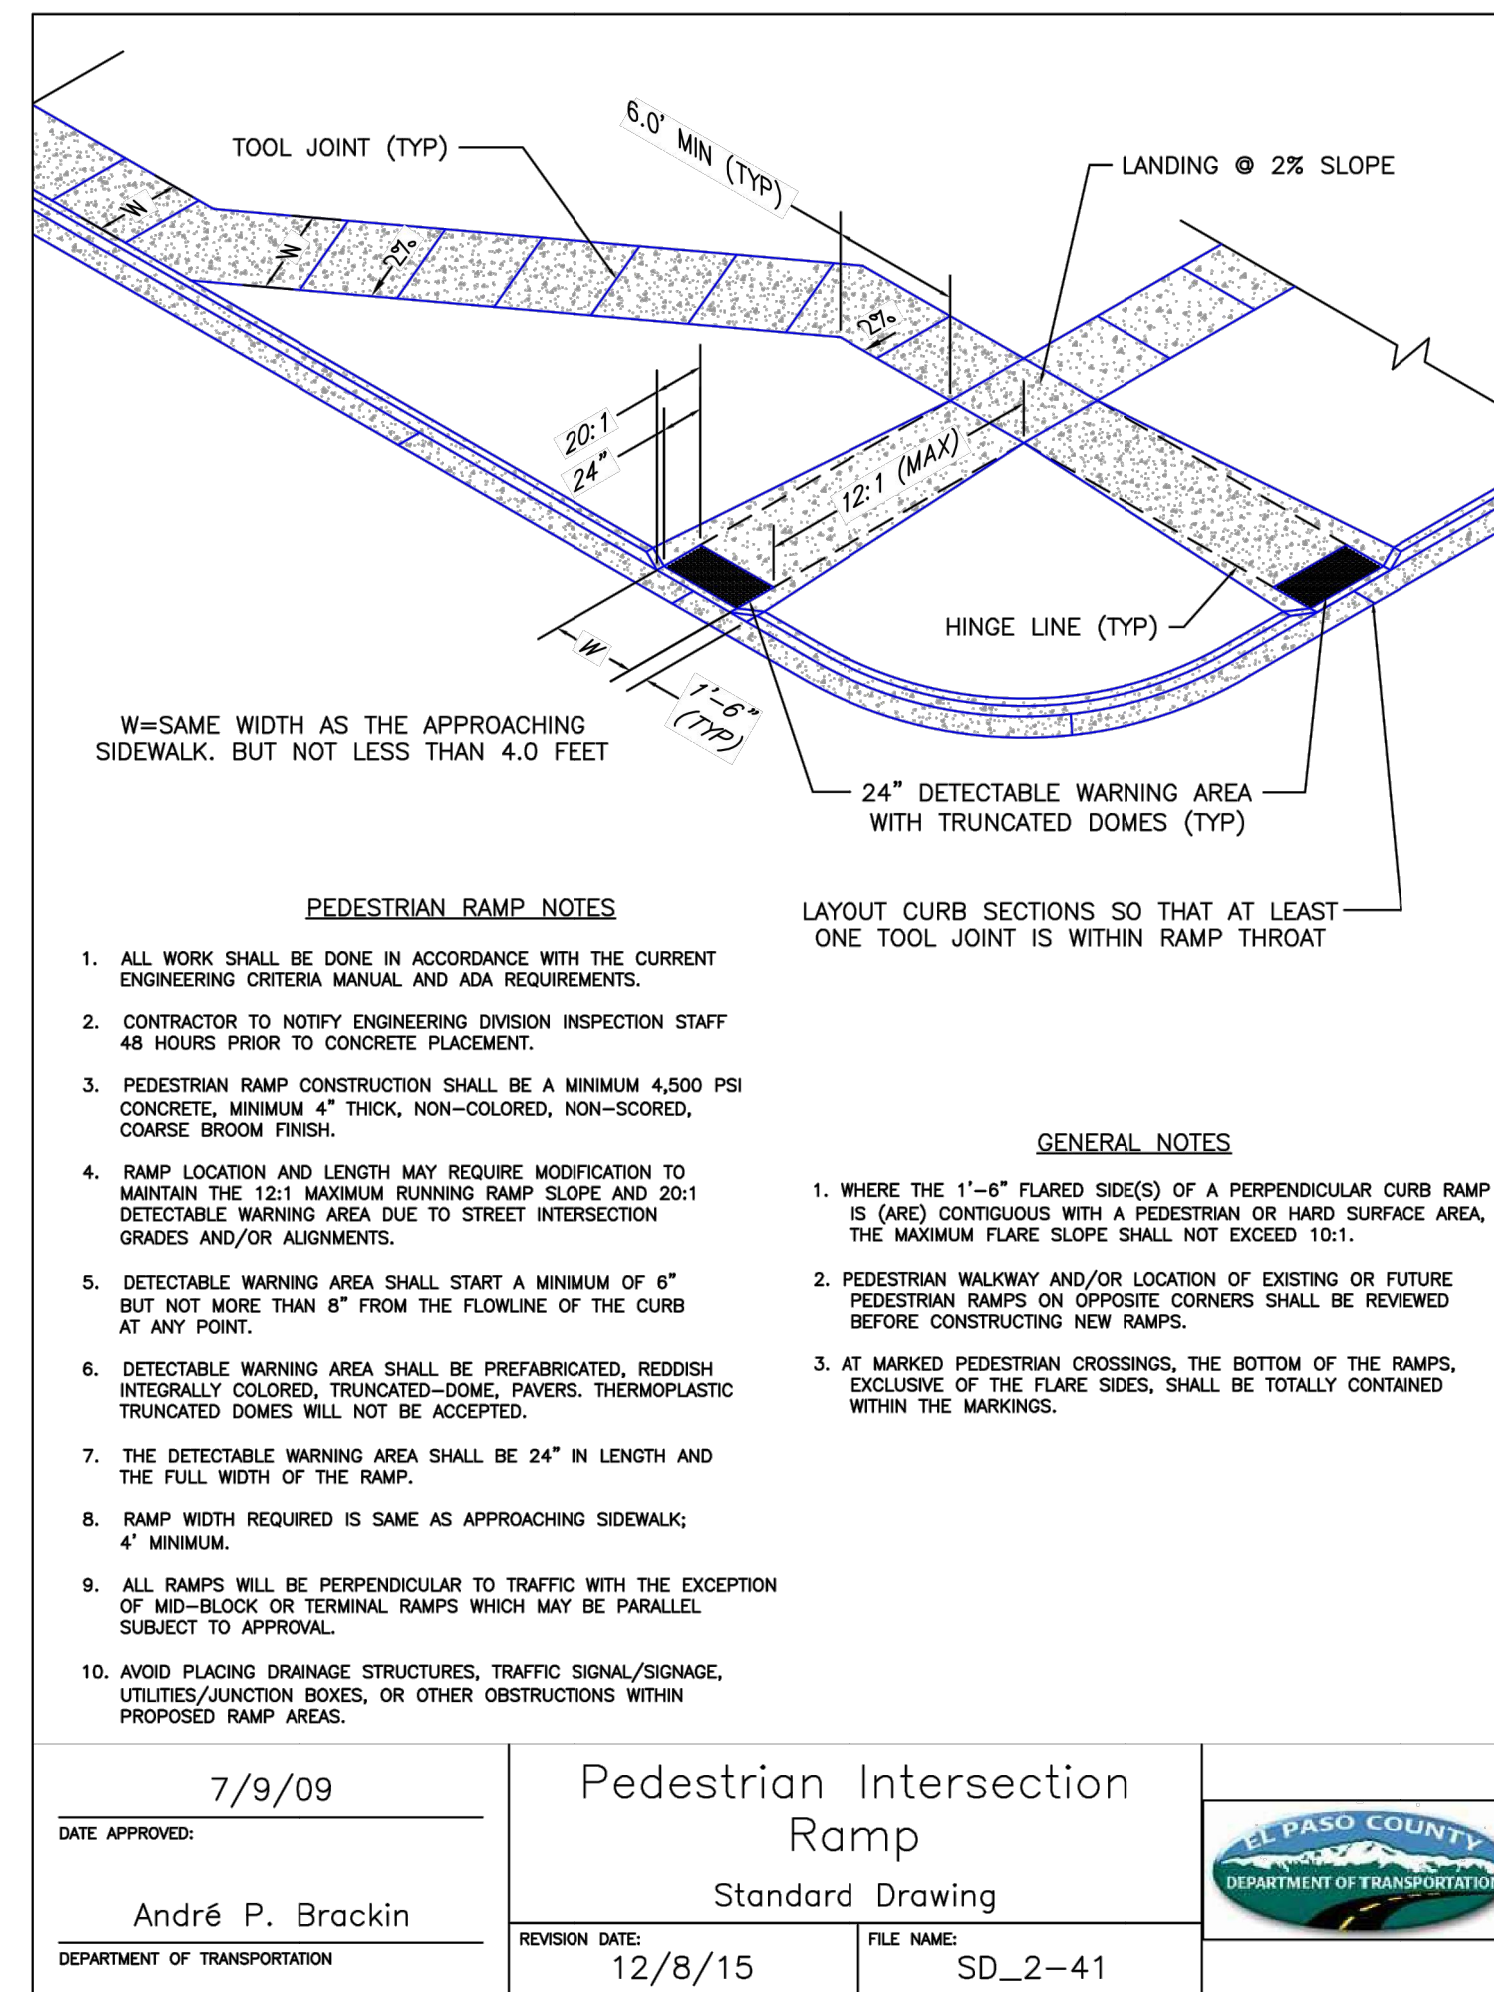 TOOL JOINT (TYP)
6.0' MIN (TYP)
LANDING @ 2% SLOPE
W
W
2%
2%
20:1
24"
12:1 (MAX)
HINGE LINE (TYP)
W
1'-6"
(TYP)
W=SAME WIDTH AS THE APPROACHING
SIDEWALK. BUT NOT LESS THAN 4.0 FEET
24" DETECTABLE WARNING AREA
WITH TRUNCATED DOMES (TYP)
LAYOUT CURB SECTIONS SO THAT AT LEAST
ONE TOOL JOINT IS WITHIN RAMP THROAT
PEDESTRIAN RAMP NOTES
1. ALL WORK SHALL BE DONE IN ACCORDANCE WITH THE CURRENT
ENGINEERING CRITERIA MANUAL AND ADA REQUIREMENTS.
2. CONTRACTOR TO NOTIFY ENGINEERING DIVISION INSPECTION STAFF
48 HOURS PRIOR TO CONCRETE PLACEMENT.
3. PEDESTRIAN RAMP CONSTRUCTION SHALL BE A MINIMUM 4,500 PSI
CONCRETE, MINIMUM 4" THICK, NON-COLORED, NON-SCORED,
COARSE BROOM FINISH.
4. RAMP LOCATION AND LENGTH MAY REQUIRE MODIFICATION TO
MAINTAIN THE 12:1 MAXIMUM RUNNING RAMP SLOPE AND 20:1
DETECTABLE WARNING AREA DUE TO STREET INTERSECTION
GRADES AND/OR ALIGNMENTS.
5. DETECTABLE WARNING AREA SHALL START A MINIMUM OF 6"
BUT NOT MORE THAN 8" FROM THE FLOWLINE OF THE CURB
AT ANY POINT.
6. DETECTABLE WARNING AREA SHALL BE PREFABRICATED, REDDISH
INTEGRALLY COLORED, TRUNCATED-DOME, PAVERS. THERMOPLASTIC
TRUNCATED DOMES WILL NOT BE ACCEPTED.
7. THE DETECTABLE WARNING AREA SHALL BE 24" IN LENGTH AND
THE FULL WIDTH OF THE RAMP.
8. RAMP WIDTH REQUIRED IS SAME AS APPROACHING SIDEWALK;
4' MINIMUM.
9. ALL RAMPS WILL BE PERPENDICULAR TO TRAFFIC WITH THE EXCEPTION
OF MID-BLOCK OR TERMINAL RAMPS WHICH MAY BE PARALLEL
SUBJECT TO APPROVAL.
10. AVOID PLACING DRAINAGE STRUCTURES, TRAFFIC SIGNAL/SIGNAGE,
UTILITIES/JUNCTION BOXES, OR OTHER OBSTRUCTIONS WITHIN
PROPOSED RAMP AREAS.
GENERAL NOTES
1. WHERE THE 1'-6" FLARED SIDE(S) OF A PERPENDICULAR CURB RAMP
IS (ARE) CONTIGUOUS WITH A PEDESTRIAN OR HARD SURFACE AREA,
THE MAXIMUM FLARE SLOPE SHALL NOT EXCEED 10:1.
2. PEDESTRIAN WALKWAY AND/OR LOCATION OF EXISTING OR FUTURE
PEDESTRIAN RAMPS ON OPPOSITE CORNERS SHALL BE REVIEWED
BEFORE CONSTRUCTING NEW RAMPS.
3. AT MARKED PEDESTRIAN CROSSINGS, THE BOTTOM OF THE RAMPS,
EXCLUSIVE OF THE FLARE SIDES, SHALL BE TOTALLY CONTAINED
WITHIN THE MARKINGS.
7/9/09
DATE APPROVED:
André P. Brackin
DEPARTMENT OF TRANSPORTATION
Pedestrian Intersection
Ramp
Standard Drawing
REVISION DATE:
12/8/15
FILE NAME:
SD_2-41
EL PASO COUNTY
DEPARTMENT OF TRANSPORTATION